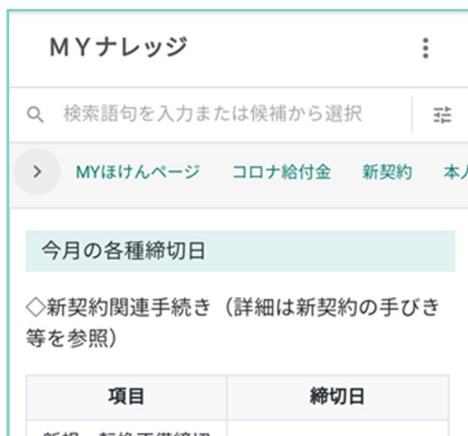 ＭＹナレッジ
検索語句を入力または候補から選択
MYほけんページ コロナ給付金 新契約 本人
今月の各種締切日
◇新契約関連手続き（詳細は新契約の手びき
等を参照）
項目 締切日